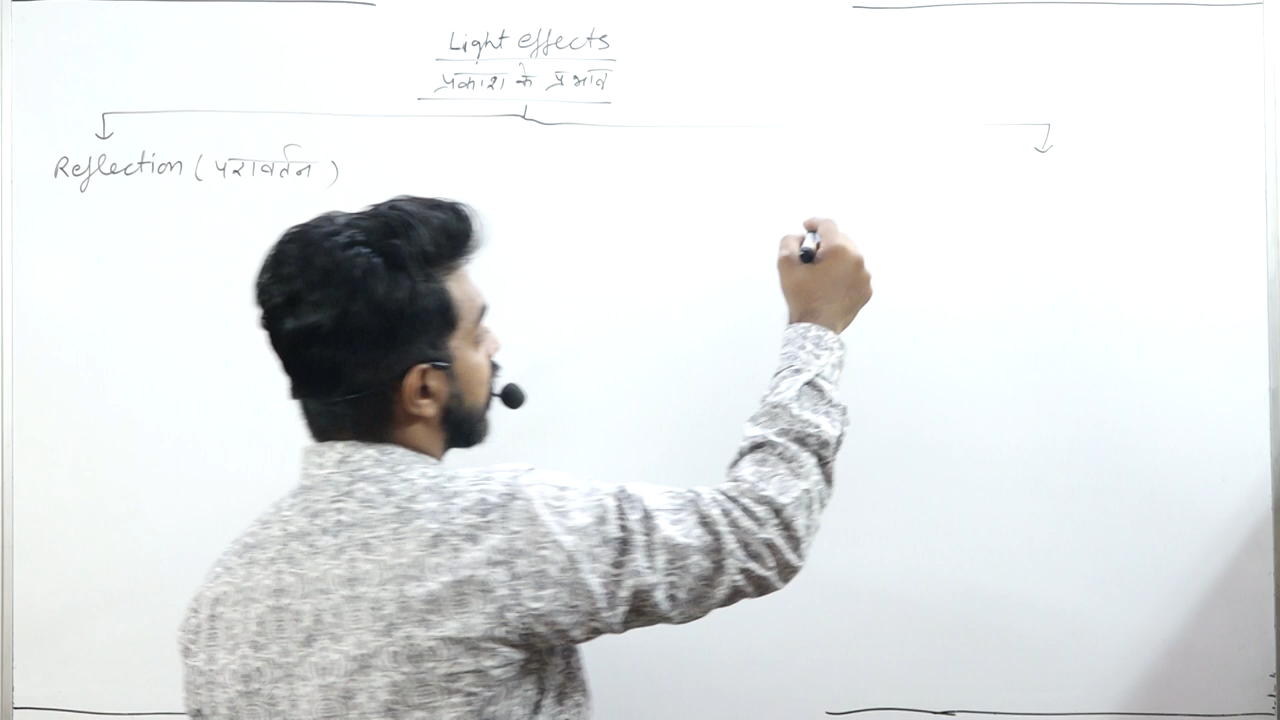 Light effects
प्रकाश के प्रभाव
Reflection (परावर्तन)